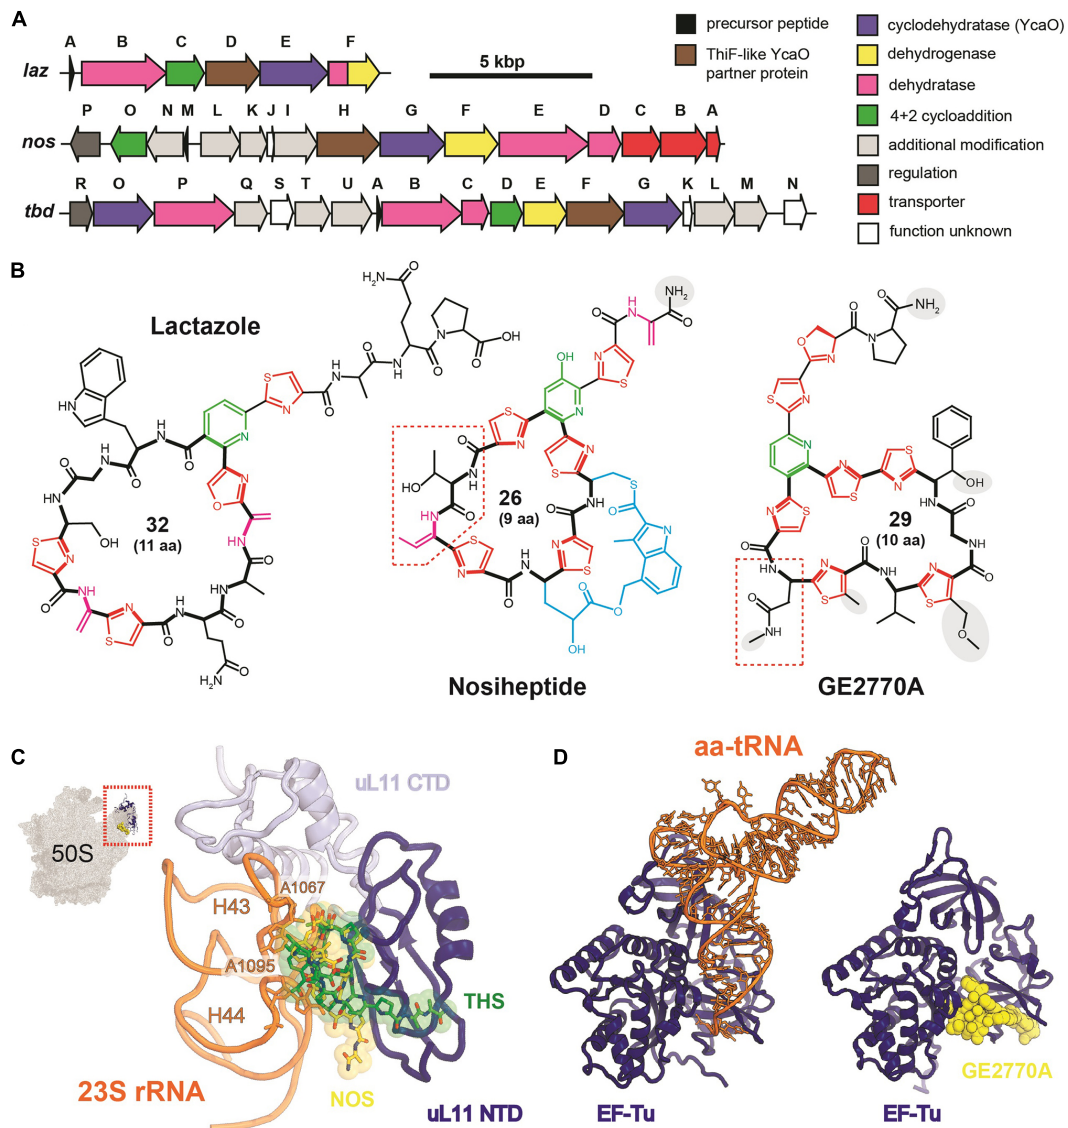 A
A B C D E F
laz
5 kbp
P O N M L K J I H G F E D C B A
nos
R O P Q S T U A B C D E F G K L M N
tbd
precursor peptide
ThiF-like YcaO
partner protein
cyclodehydratase (YcaO)
dehydrogenase
dehydratase
4+2 cycloaddition
additional modification
regulation
transporter
function unknown
B
Lactazole
32
(11 aa)
26
(9 aa)
Nosiheptide
29
(10 aa)
GE2770A
C
50S
uL11 CTD
H43
A1067
A1095
H44
THS
23S rRNA
NOS
uL11 NTD
D
aa-tRNA
EF-Tu
EF-Tu
GE2770A